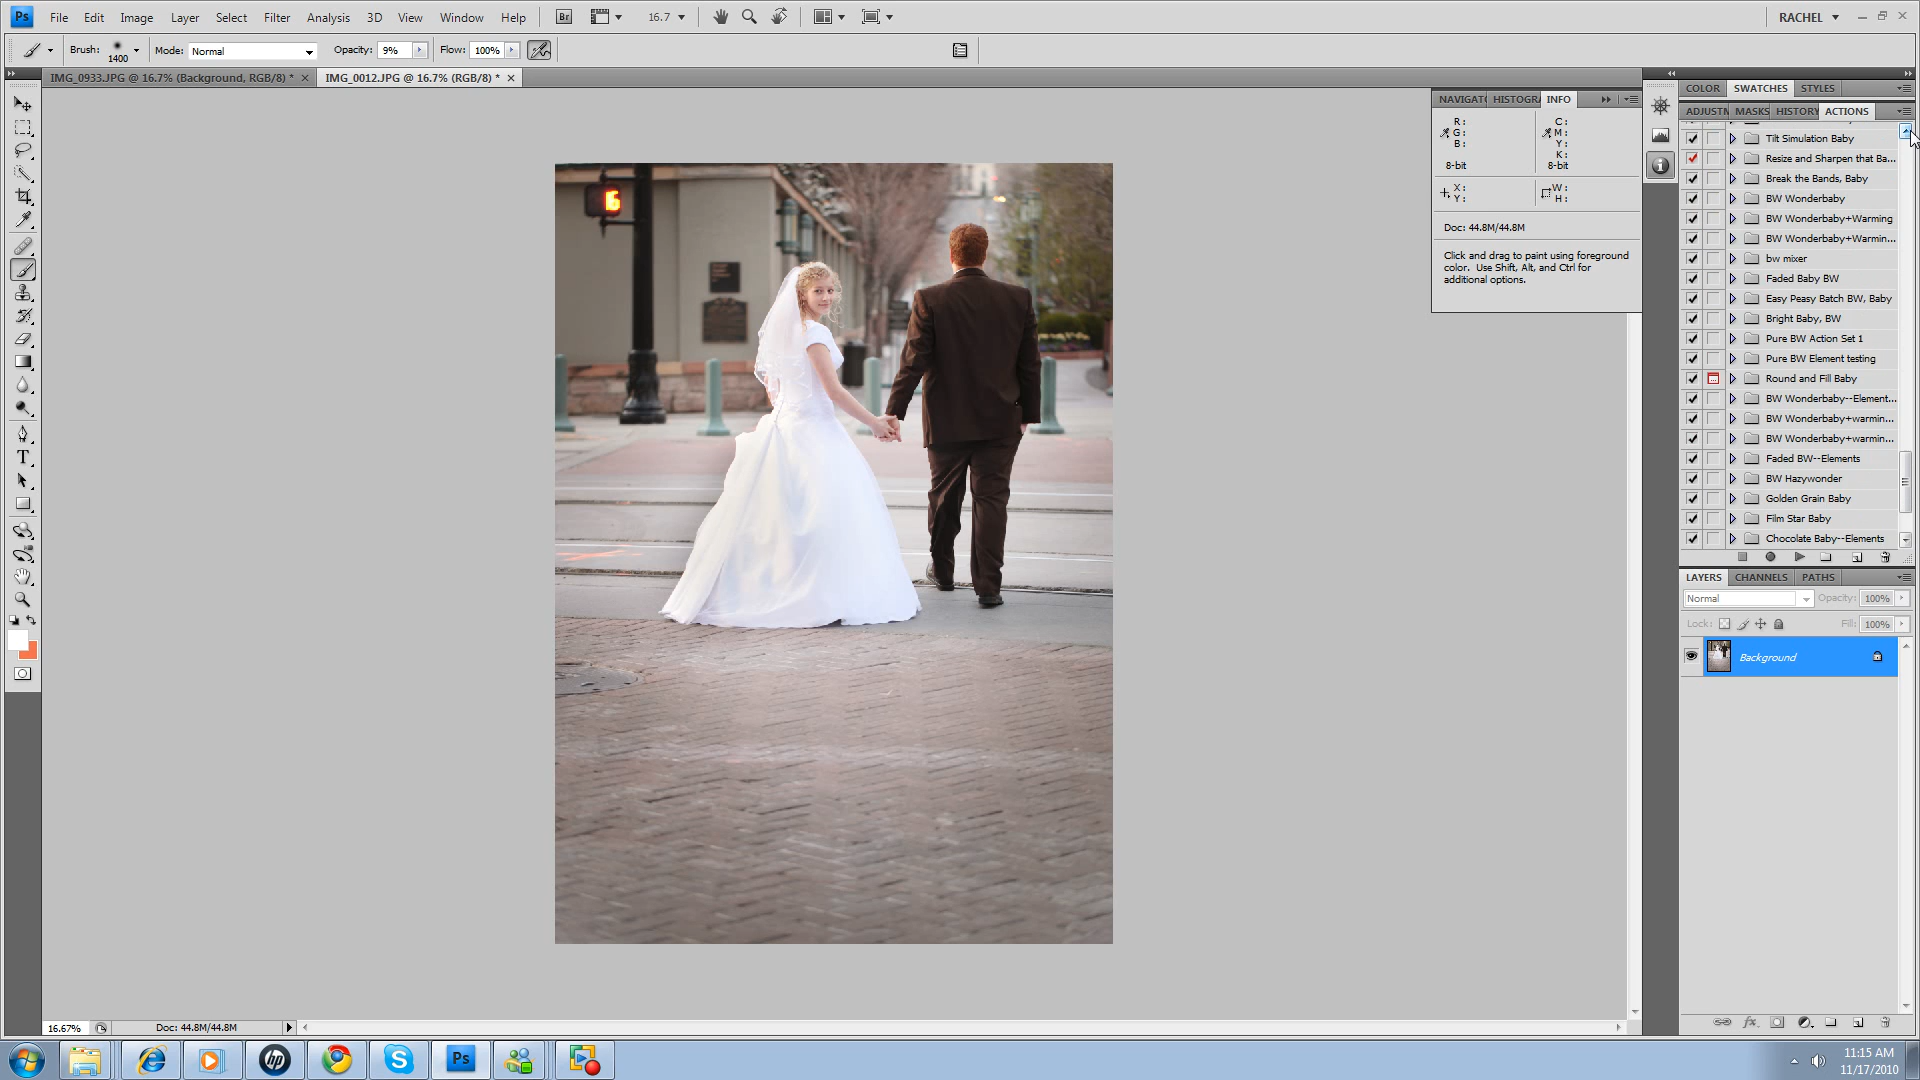 Ps File Edit Image Layer Select Filter Analysis 3D View Window Help Br 16.7 RACHEL
Brush: 1400 Mode: Normal Opacity: 9% Flow: 100%
IMG_0933.JPG @ 16.7% (Background, RGB/8) * × IMG_0012.JPG @ 16.7% (RGB/8) * ×
COLOR SWATCHES STYLES
NAVIGAT HISTOGRA INFO
ADJUSTM MASKS HISTORY ACTIONS
R: C:
G: M:
B: Y:
K:
8-bit 8-bit
X: W:
Y: H:
Doc: 44.8M/44.8M
Click and drag to paint using foreground
color. Use Shift, Alt, and Ctrl for
additional options.
Tilt Simulation Baby
Resize and Sharpen that Ba...
Break the Bands, Baby
BW Wonderbaby
BW Wonderbaby+Warming
BW Wonderbaby+Warmin...
bw mixer
Faded Baby BW
Easy Peasy Batch BW, Baby
Bright Baby, BW
Pure BW Action Set 1
Pure BW Element testing
Round and Fill Baby
BW Wonderbaby--Element...
BW Wonderbaby+warmin...
BW Wonderbaby+warmin...
Faded BW--Elements
BW Hazywonder
Golden Grain Baby
Film Star Baby
Chocolate Baby--Elements
LAYERS CHANNELS PATHS
Normal Opacity: 100%
Lock: Fill: 100%
Background
6
T
16.67% Doc: 44.8M/44.8M
hp S Ps
11:15 AM
11/17/2010